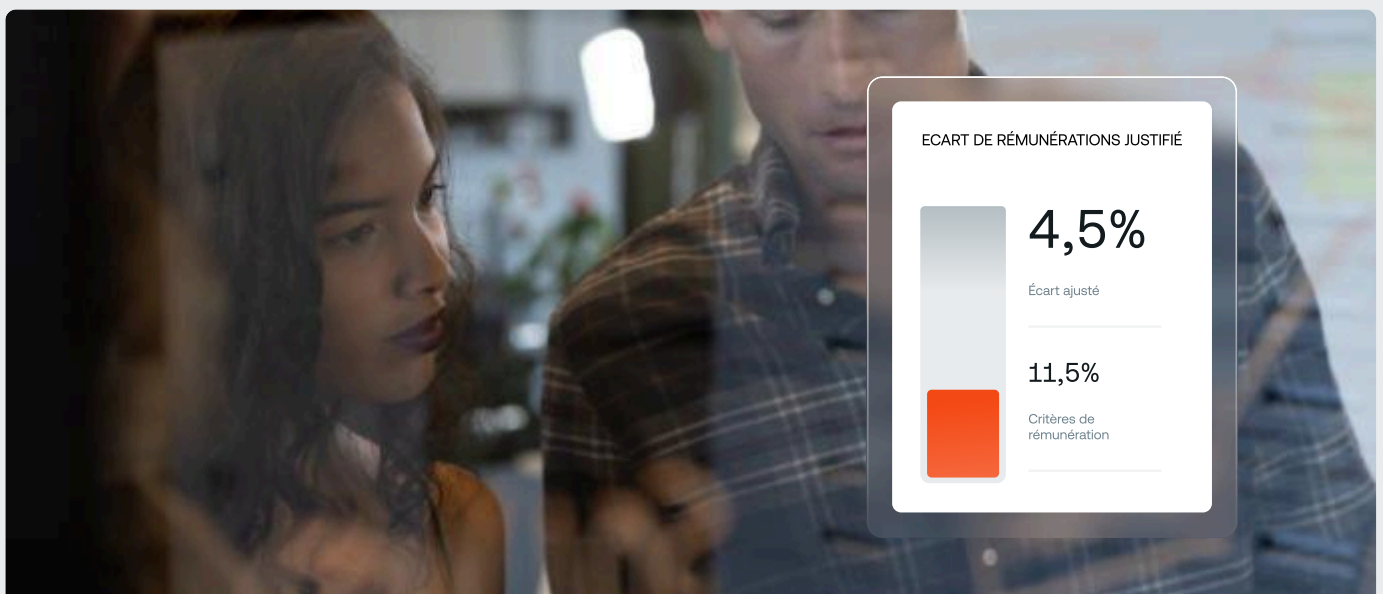 ECART DE RÉMUNÉRATIONS JUSTIFIÉ
4,5%
Écart ajusté
11,5%
Critères de
rémunération